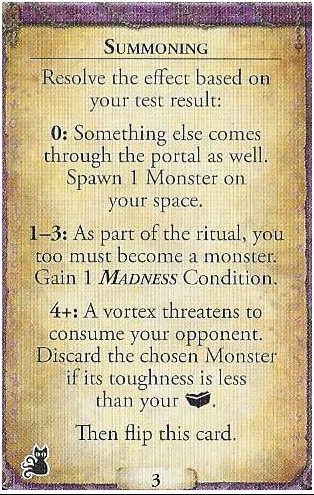 SUMMONING
Resolve the effect based on
your test result:
0: Something else comes
through the portal as well.
Spawn 1 Monster on
your space.
1–3: As part of the ritual, you
too must become a monster.
Gain 1 MADNESS Condition.
4+: A vortex threatens to
consume your opponent.
Discard the chosen Monster
if its toughness is less
than your .
Then flip this card.
3